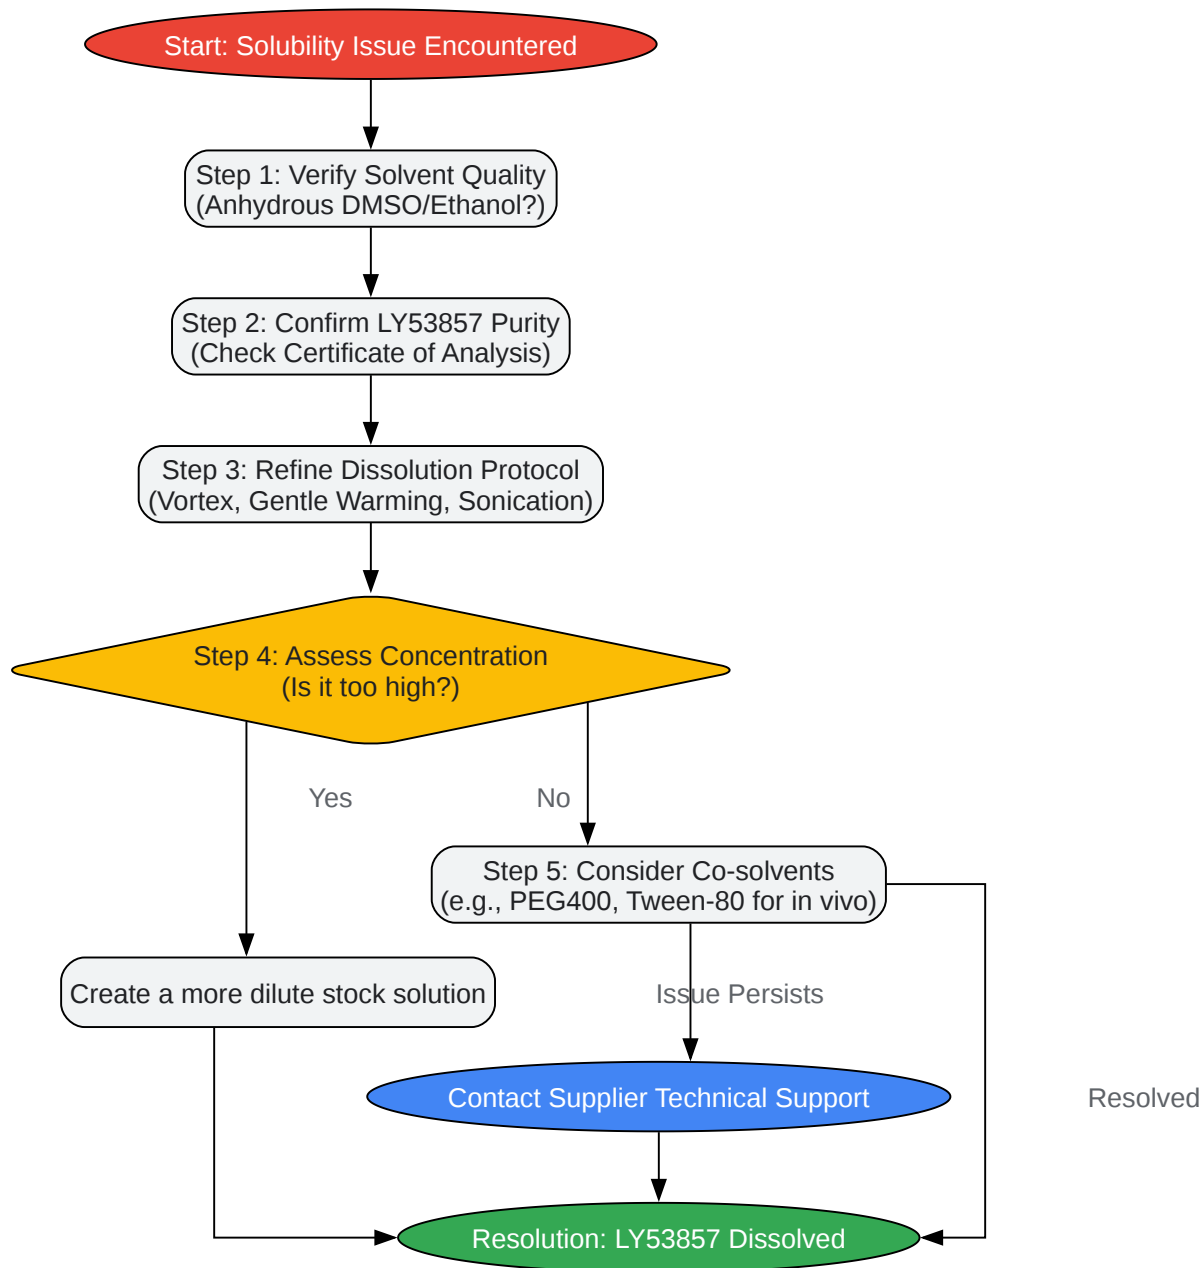 Start: Solubility Issue Encountered
Step 1: Verify Solvent Quality
(Anhydrous DMSO/Ethanol?)
Step 2: Confirm LY53857 Purity
(Check Certificate of Analysis)
Step 3: Refine Dissolution Protocol
(Vortex, Gentle Warming, Sonication)
Step 4: Assess Concentration
(Is it too high?)
Yes
No
Step 5: Consider Co-solvents
(e.g., PEG400, Tween-80 for in vivo)
Create a more dilute stock solution
Issue Persists
Contact Supplier Technical Support
Resolved
Resolution: LY53857 Dissolved